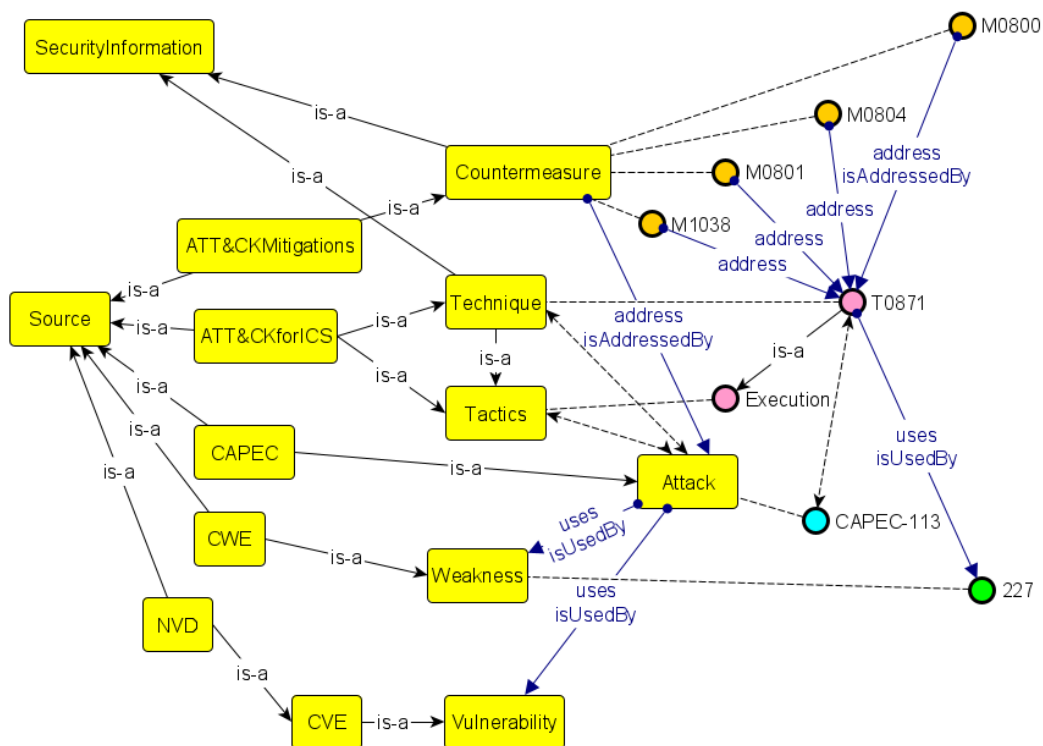 M0800
SecurityInformation
is-a
M0804
address
isAddressedBy
Countermeasure
M0801
is-a
is-a
address
M1038
address
ATT&CKMitigations
address
is-a
Technique
T0871
Source
is-a
ATT&CKforICS
is-a
address
isAddressedBy
is-a
is-a
is-a
is-a
Execution
Tactics
uses
isUsedBy
is-a
CAPEC
is-a
Attack
is-a
CAPEC-113
uses
isUsedBy
CWE
is-a
Weakness
227
uses
isUsedBy
NVD
is-a
CVE
is-a
Vulnerability